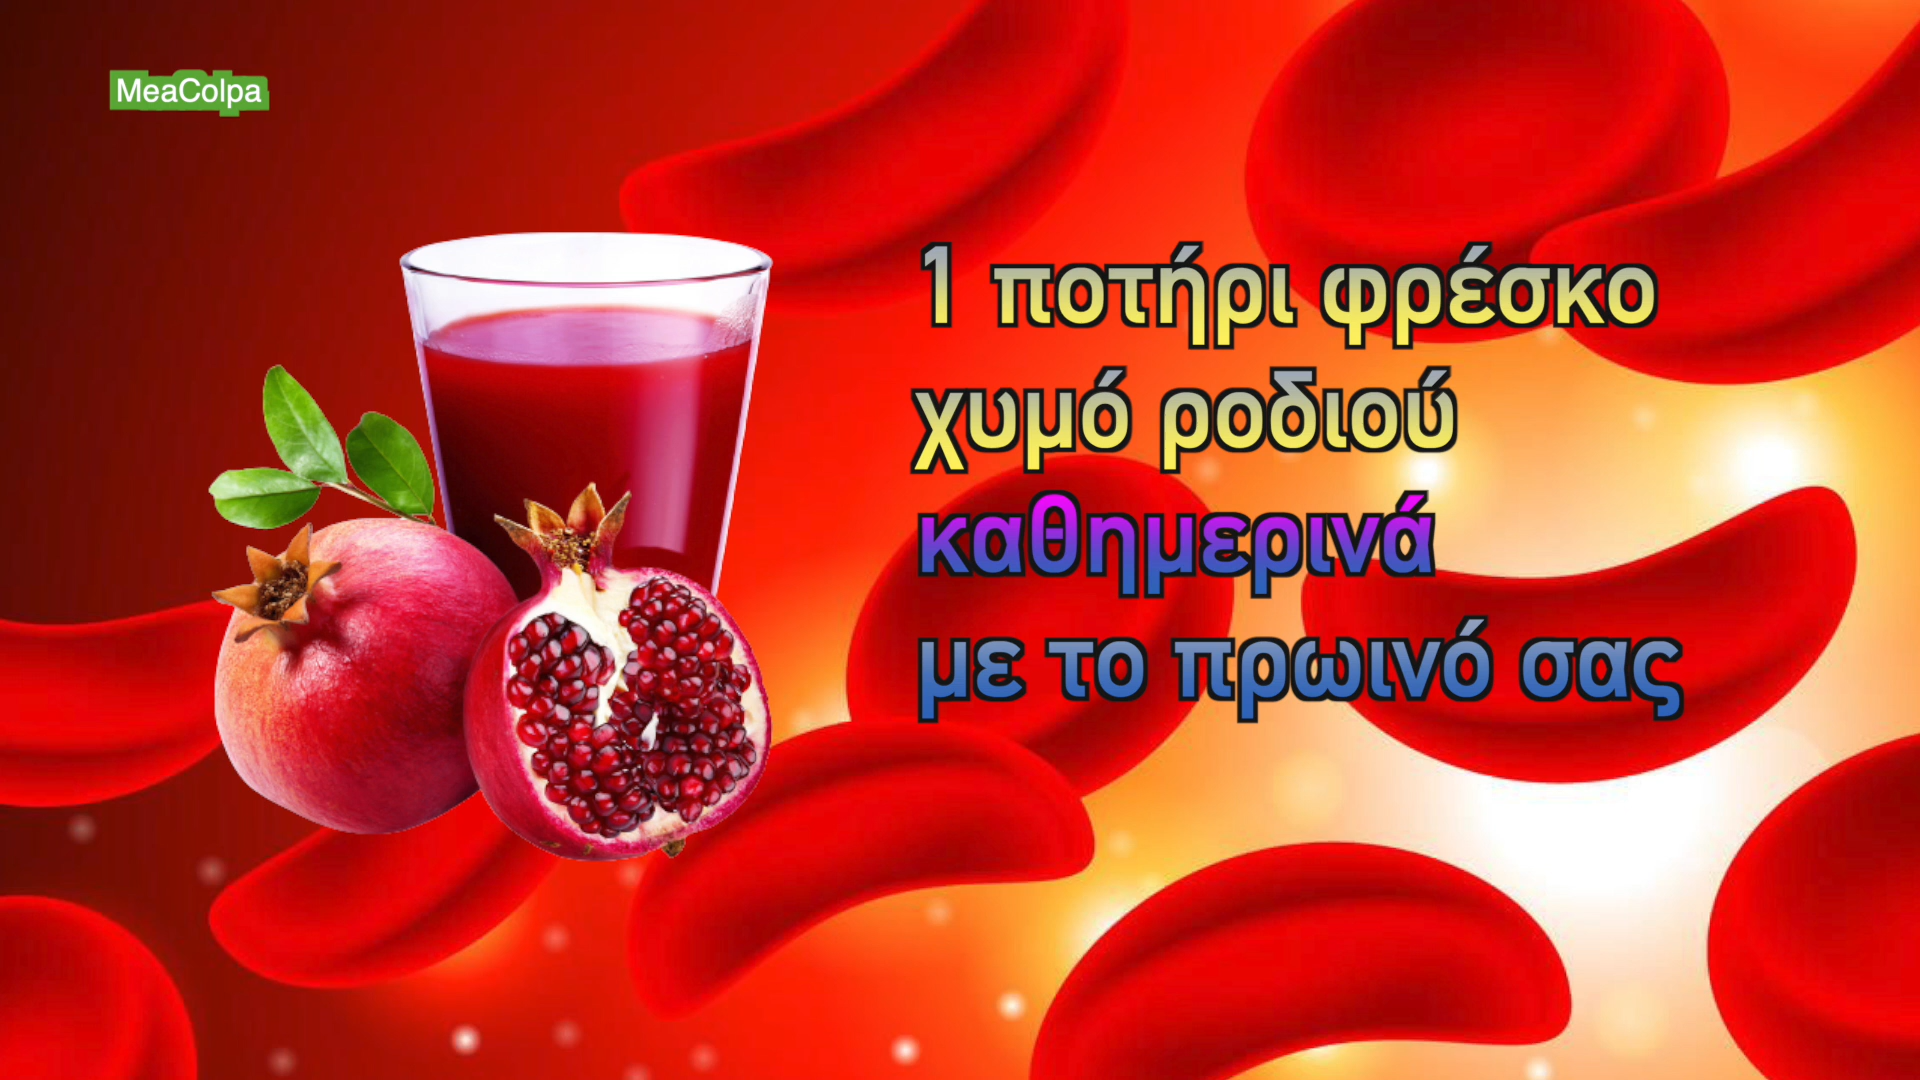 MeaColpa
1 ποτήρι φρέσκο
χυμό ροδιού
καθημερινά
με το πρωινό σας